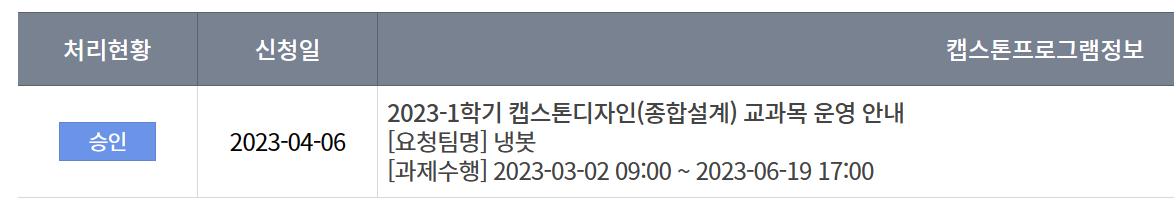 처리현황 신청일 캡스톤프로그램정보
승인 2023-04-06
2023-1학기 캡스톤디자인(종합설계) 교과목 운영 안내
[요청팀명] 냉봇
[과제수행] 2023-03-02 09:00 ~ 2023-06-19 17:00